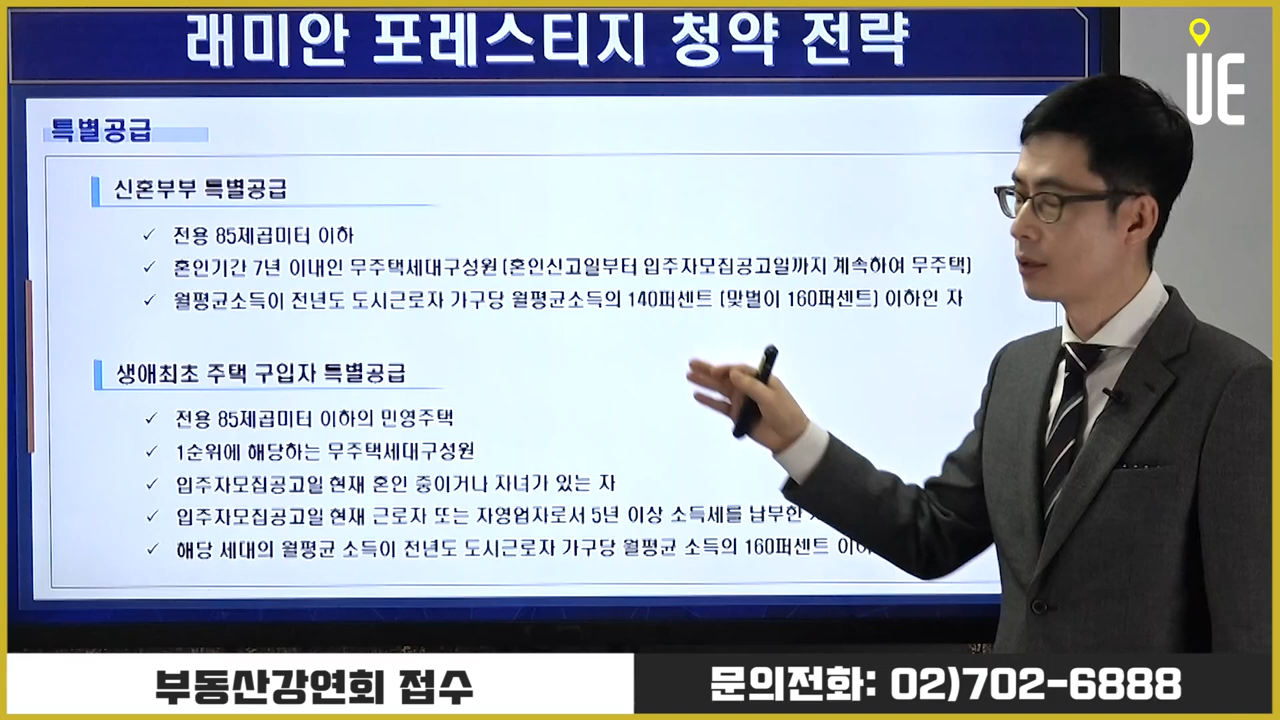 래미안 포레스티지 청약 전략
UE
특별공급
신혼부부 특별공급
✓ 전용 85제곱미터 이하
✓ 혼인기간 7년 이내인 무주택세대구성원 (혼인신고일부터 입주자모집공고일까지 계속하여 무주택)
✓ 월평균소득이 전년도 도시근로자 가구당 월평균소득의 140퍼센트 (맞벌이 160퍼센트) 이하인 자
생애최초 주택 구입자 특별공급
✓ 전용 85제곱미터 이하의 민영주택
✓ 1순위에 해당하는 무주택세대구성원
✓ 입주자모집공고일 현재 혼인 중이거나 자녀가 있는 자
✓ 입주자모집공고일 현재 근로자 또는 자영업자로서 5년 이상 소득세를 납부한
✓ 해당 세대의 월평균 소득이 전년도 도시근로자 가구당 월평균 소득의 160퍼센트
부동산강연회 접수
문의전화: 02)702-6888